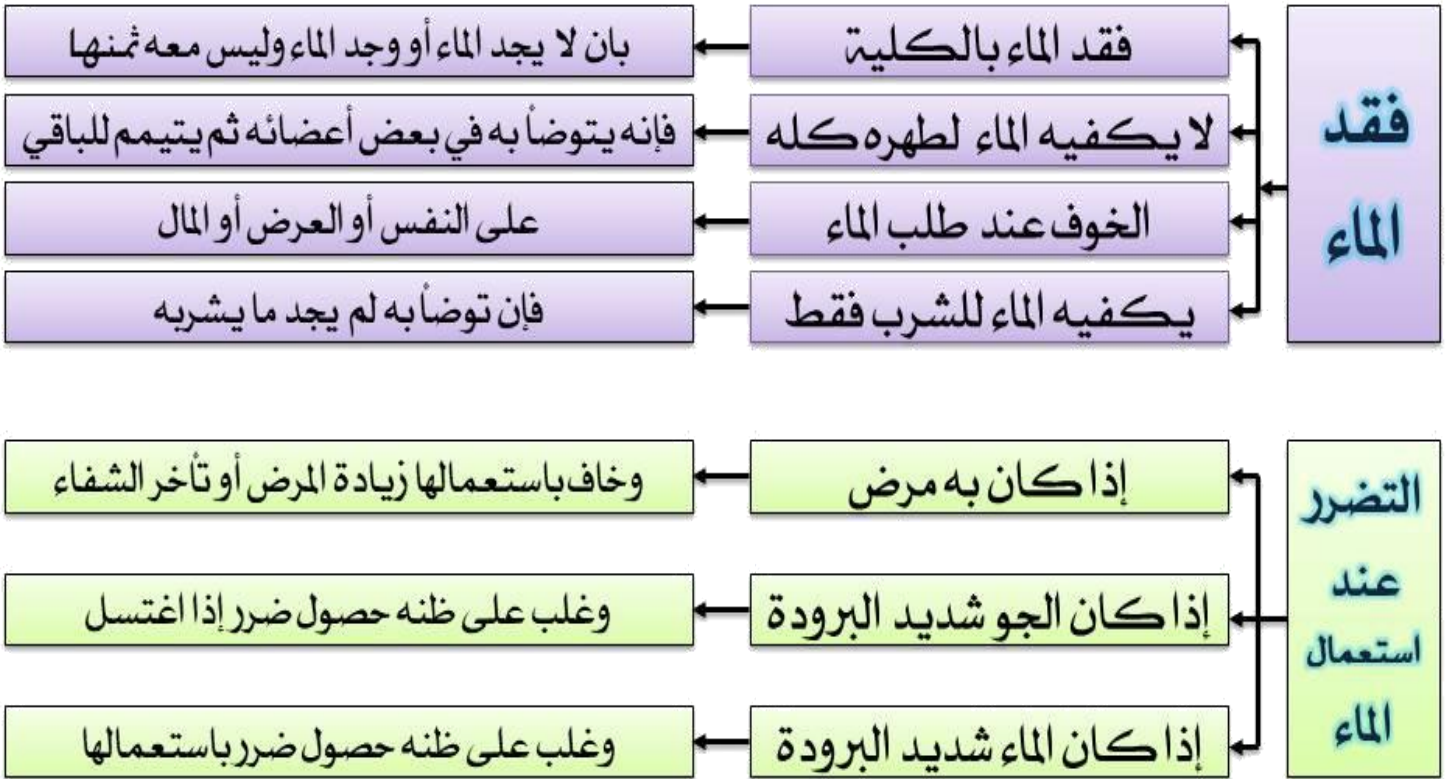 فقد
الماء
فقد الماء بالكلية
بان لا يجد الماء أو وجد الماء وليس معه ثمنها
لا يكفيه الماء لطهره كله
فإنه يتوضأ به في بعض أعضائه ثم يتيمم للباقي
الخوف عند طلب الماء
على النفس أو العرض أو المال
يكفيه الماء للشرب فقط
فإن توضأ به لم يجد ما يشربه
التضرر
عند
استعمال
الماء
إذا كان به مرض
وخاف باستعمالها زيادة المرض أو تأخر الشفاء
إذا كان الجو شديد البرودة
وغلب على ظنه حصول ضرر إذا اغتسل
إذا كان الماء شديد البرودة
وغلب على ظنه حصول ضرر باستعمالها